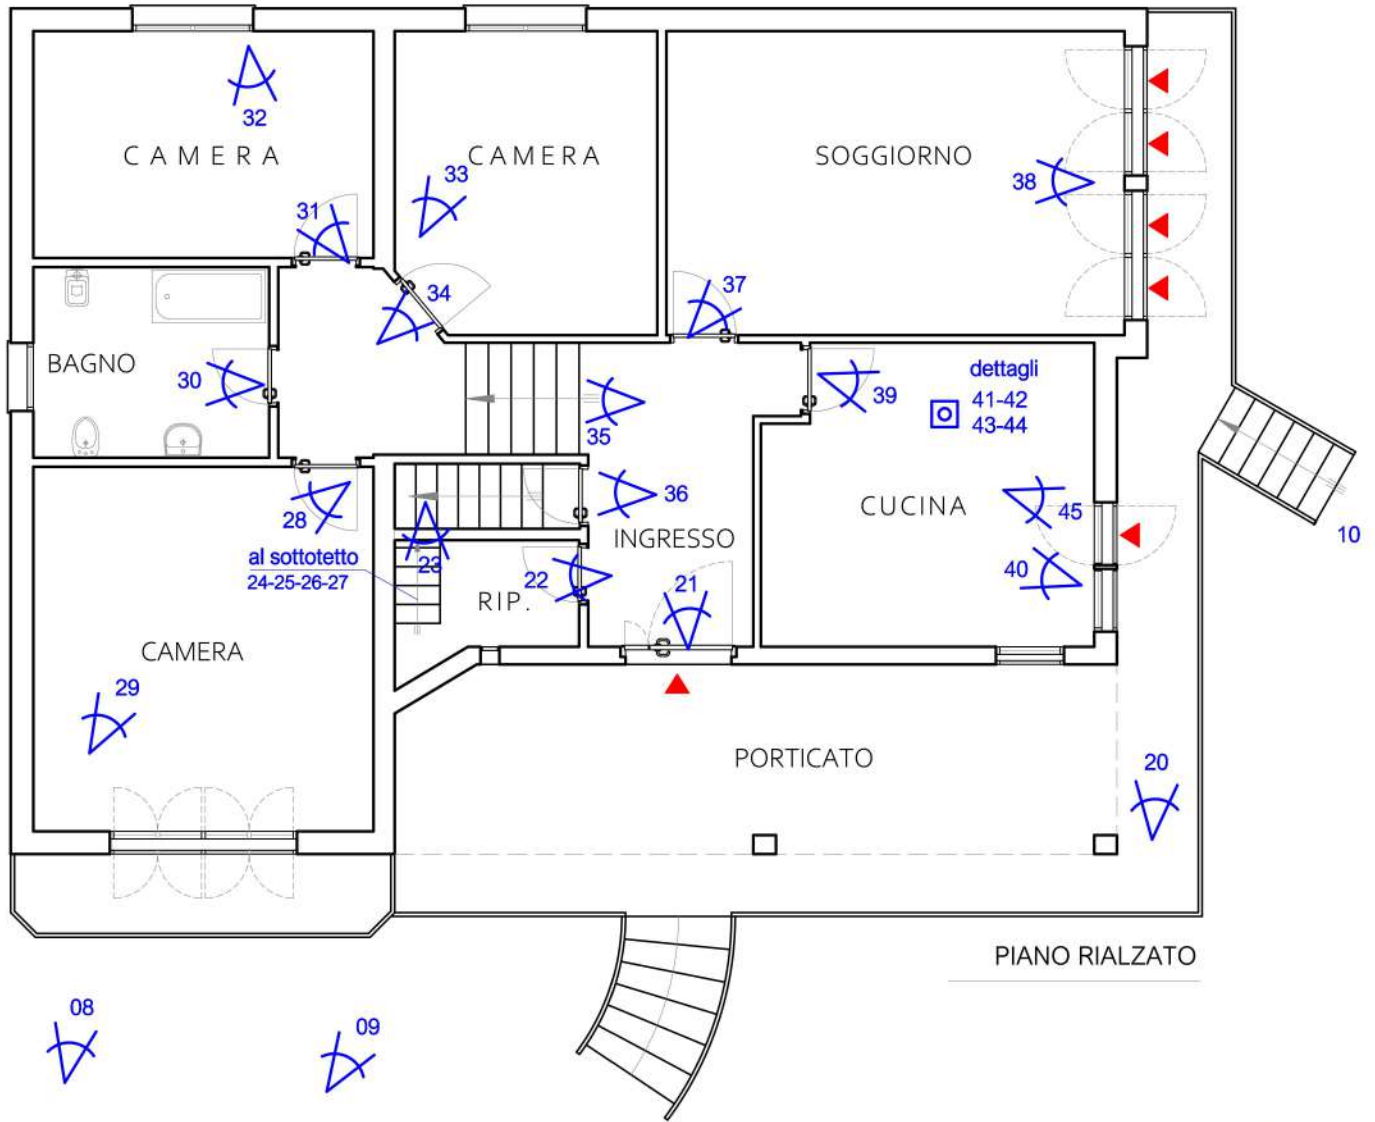 32
CAMERA
CAMERA
SOGGIORNO
33
38
31
34
37
BAGNO
30
dettagli
41-42
43-44
39
35
36
CUCINA
28
45
10
INGRESSO
al sottotetto
24-25-26-27
23
22
40
21
RIP.
CAMERA
29
PORTICATO
20
PIANO RIALZATO
08
09